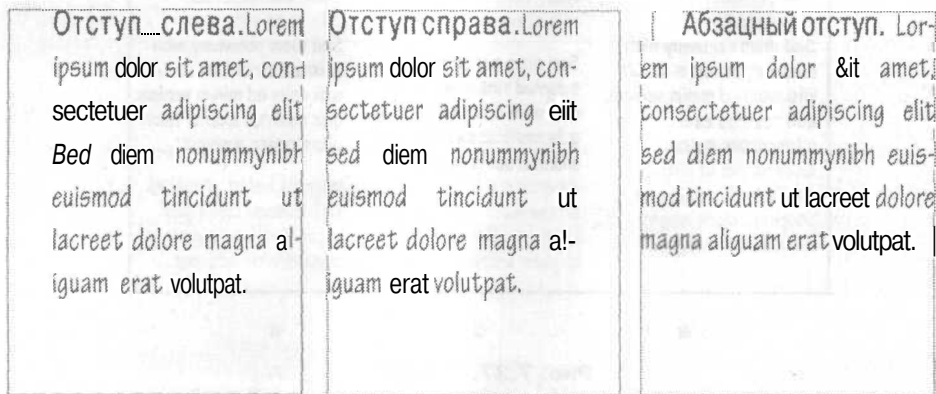 Отступ слева. Lorem
ipsum dolor sit amet, con-
sectetuer adipiscing elit
Bed diem nonummynibh
euismod tincidunt ut
lacreet dolore magna al-
iguam erat volutpat.
Отступ справа. Lorem
ipsum dolor sit amet, con-
sectetuer adipiscing eiit
sed diem nonummynibh
euismod tincidunt ut
lacreet dolore magna a!-
iguam erat volutpat.
Абзацный отступ. Lor-
em ipsum dolor &it amet,
consectetuer adipiscing elit
sed diem nonummynibh euis-
mod tincidunt ut lacreet dolore
magna aliguam erat volutpat.